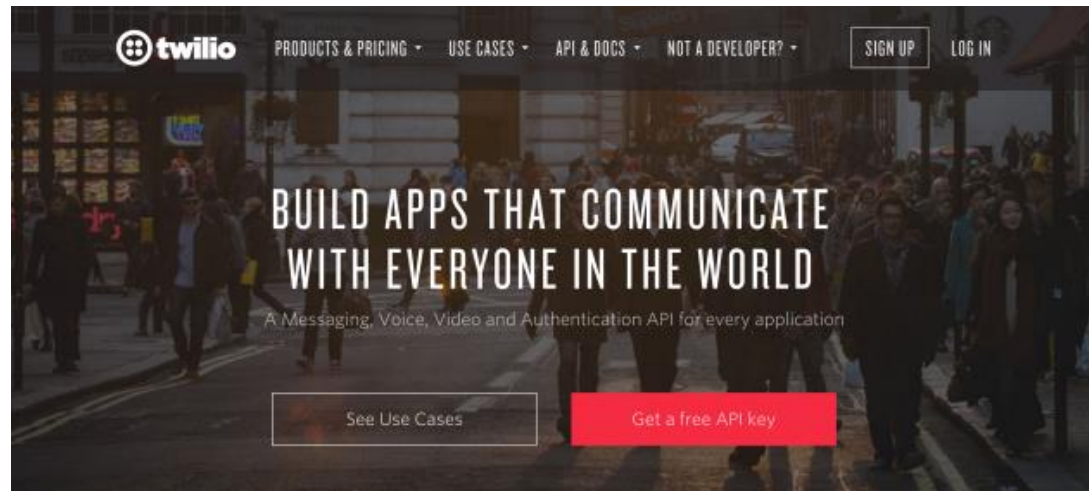 twilio
PRODUCTS & PRICING
USE CASES
API & DOCS
NOT A DEVELOPER?
SIGN UP
LOG IN
BUILD APPS THAT COMMUNICATE
WITH EVERYONE IN THE WORLD
A Messaging, Voice, Video and Authentication API for every application
See Use Cases
Get a free API key